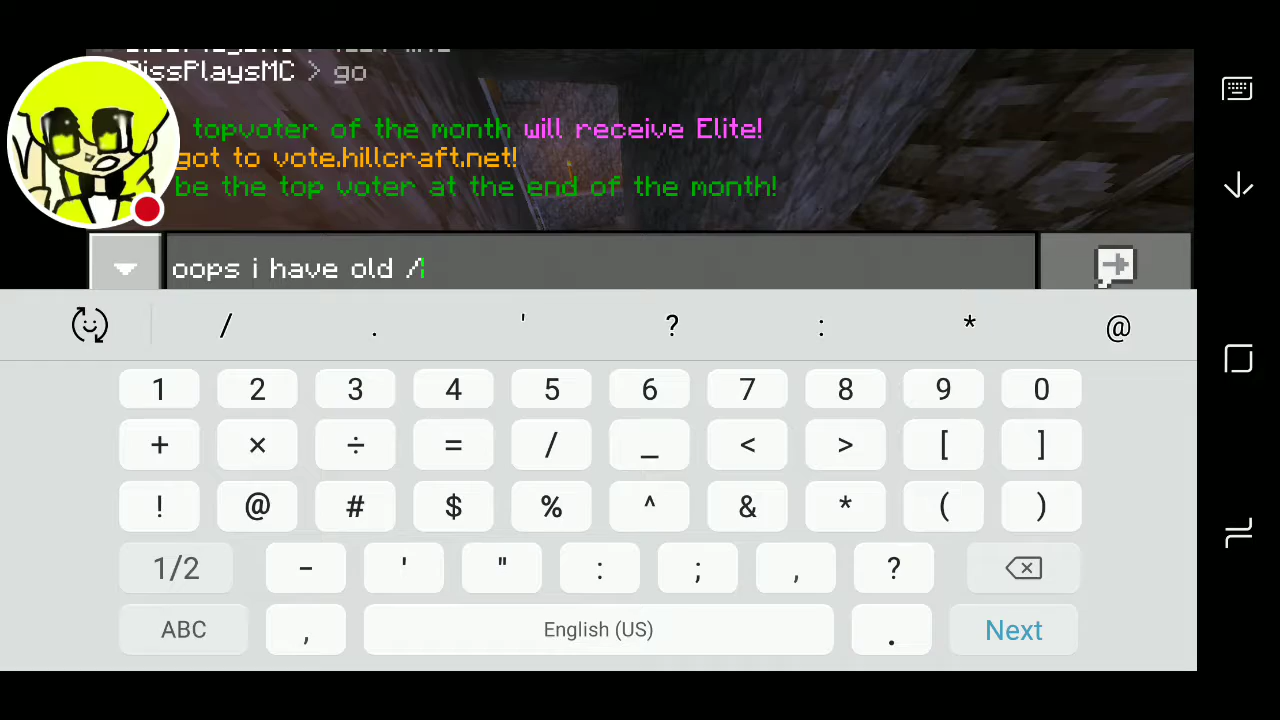 DissPlaysMC > go
topvoter of the month will receive Elite!
got to vote.hillcraft.net!
be the top voter at the end of the month!
oops i have old /
/ . ' ? : * @
1 2 3 4 5 6 7 8 9 0
+ × ÷ = / _ < > [ ]
! @ # $ % ^ & * ( )
1/2 - ' " : ; , ?
ABC , English (US) . Next